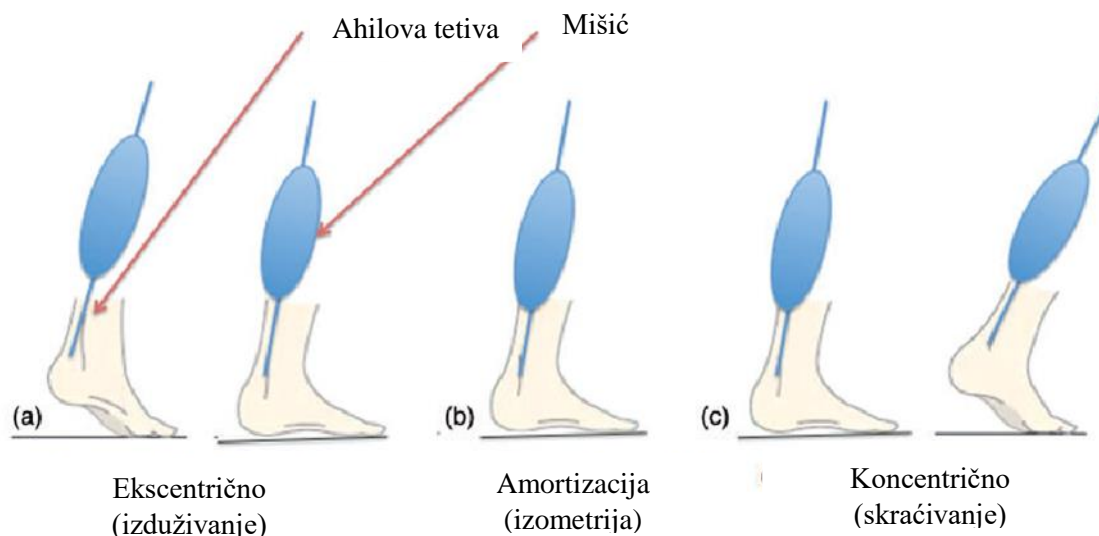 Ahilova tetiva
Mišić
(a)
(b)
(c)
Ekscentrično
(izduživanje)
Amortizacija
(izometrija)
Koncentrično
(skraćivanje)